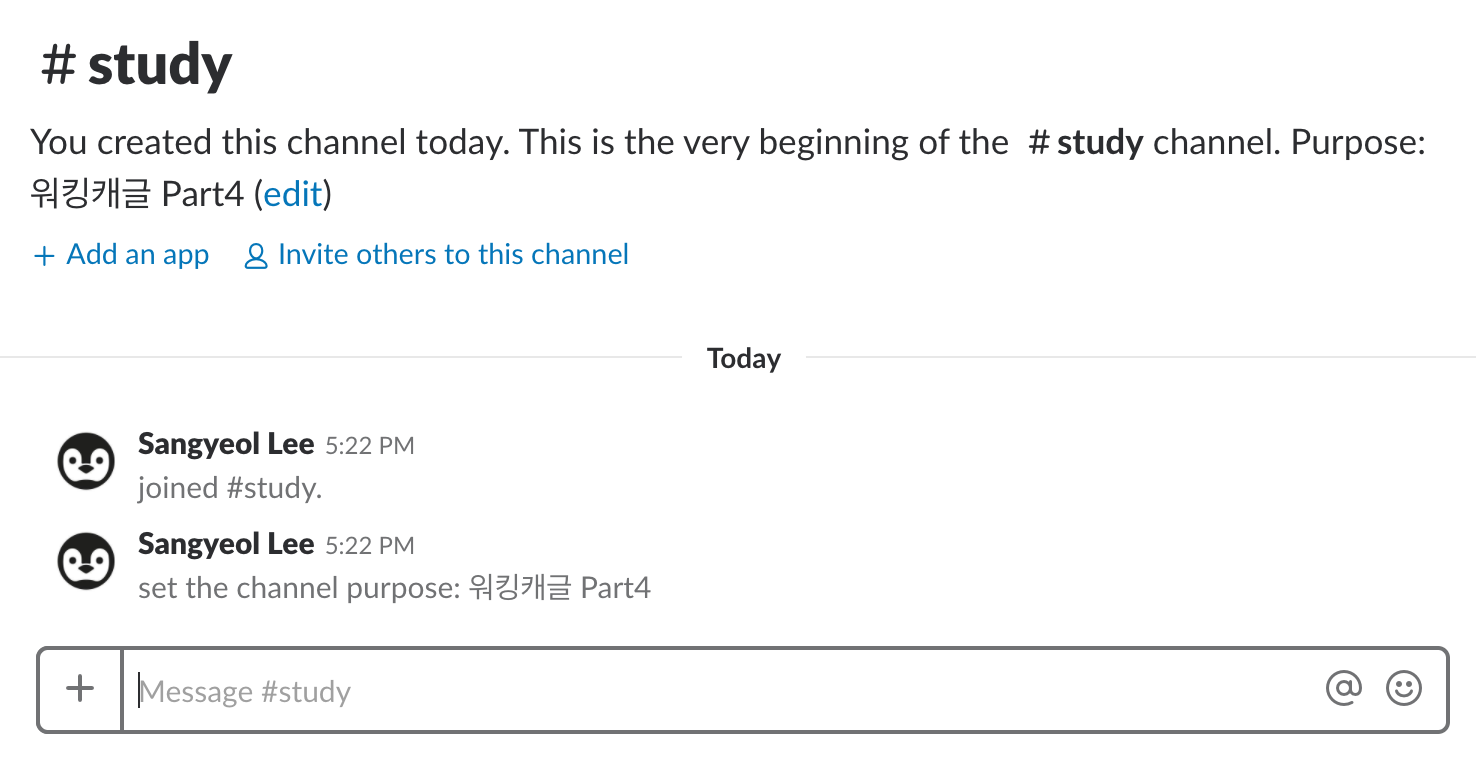 # study
You created this channel today. This is the very beginning of the # study channel. Purpose:
워킹캐글 Part4 (edit)
+ Add an app Invite others to this channel
Today
Sangyeol Lee 5:22 PM
joined #study.
Sangyeol Lee 5:22 PM
set the channel purpose: 워킹캐글 Part4
+ Message #study @